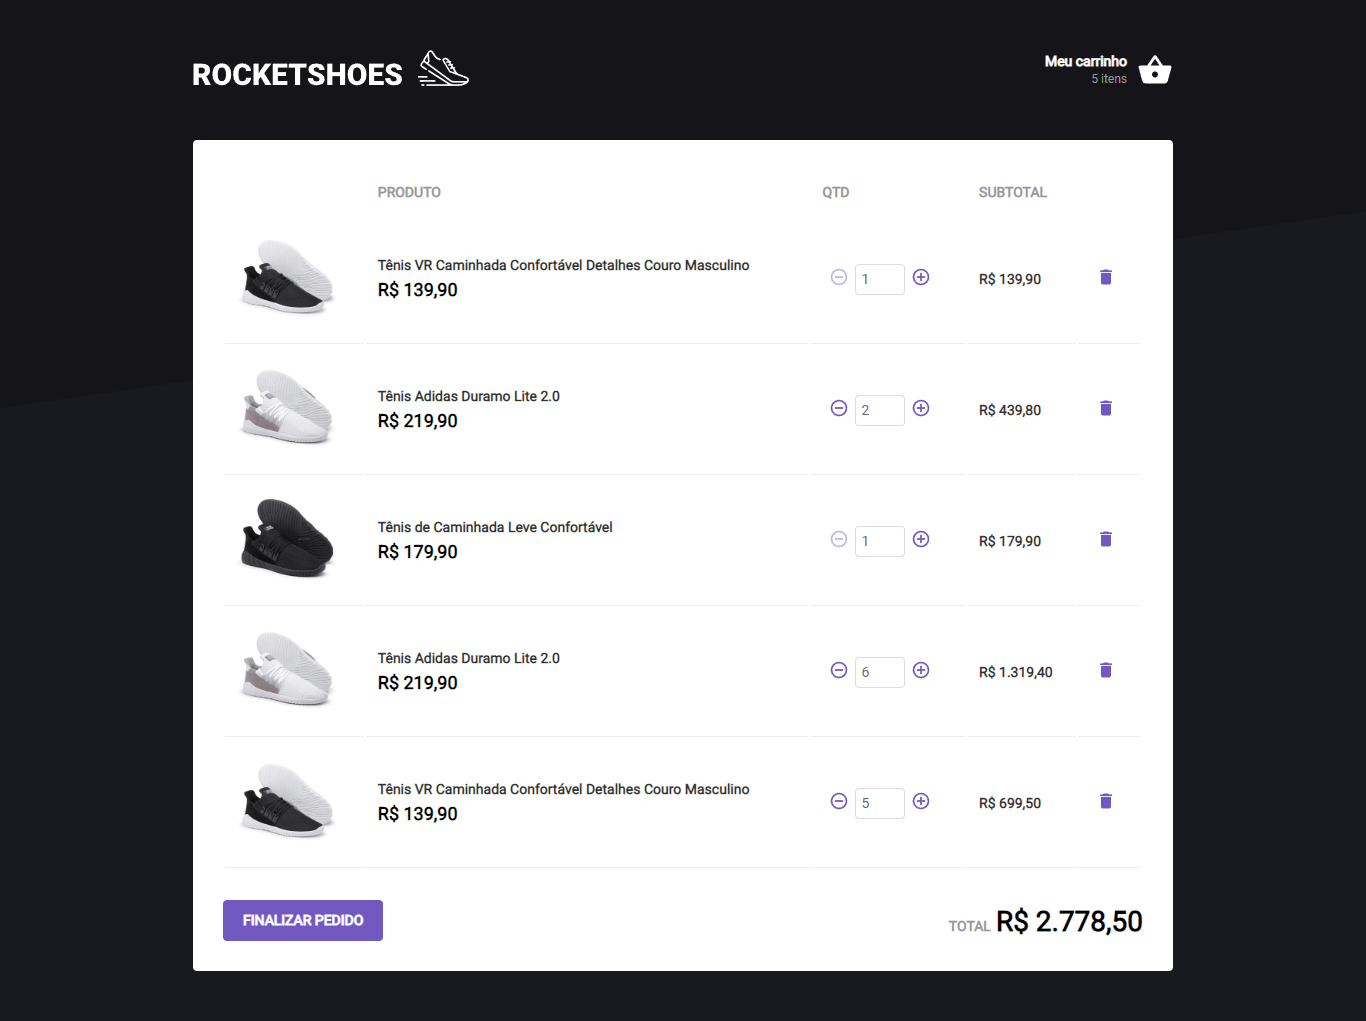 ROCKETSHOES
Meu carrinho
5 itens
PRODUTO QTD SUBTOTAL
Tênis VR Caminhada Confortável Detalhes Couro Masculino
R$ 139,90
1
R$ 139,90
Tênis Adidas Duramo Lite 2.0
R$ 219,90
2
R$ 439,80
Tênis de Caminhada Leve Confortável
R$ 179,90
1
R$ 179,90
Tênis Adidas Duramo Lite 2.0
R$ 219,90
6
R$ 1.319,40
Tênis VR Caminhada Confortável Detalhes Couro Masculino
R$ 139,90
5
R$ 699,50
FINALIZAR PEDIDO
TOTAL R$ 2.778,50